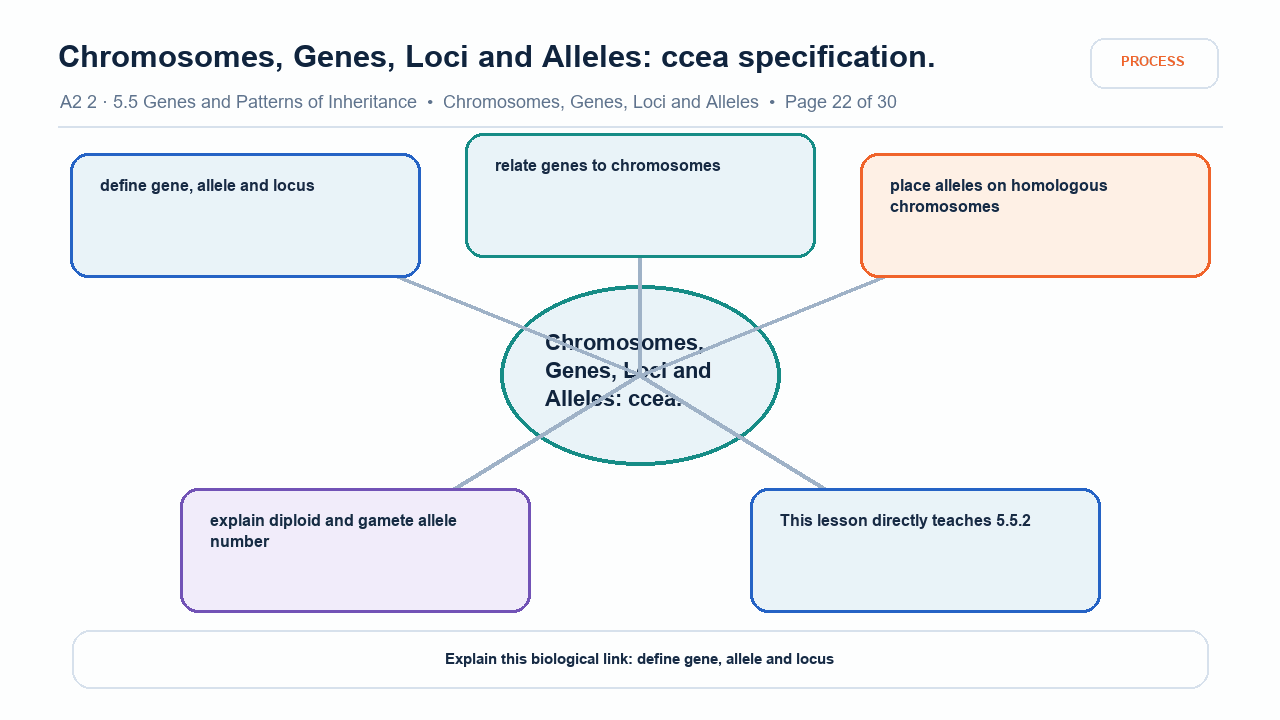 Chromosomes, Genes, Loci and Alleles: ccea specification.
PROCESS
A2 2 · 5.5 Genes and Patterns of Inheritance • Chromosomes, Genes, Loci and Alleles • Page 22 of 30
define gene, allele and locus
relate genes to chromosomes
place alleles on homologous
chromosomes
Chromosomes,
Genes, Loci and
Alleles: ccea.
explain diploid and gamete allele
number
This lesson directly teaches 5.5.2
Explain this biological link: define gene, allele and locus